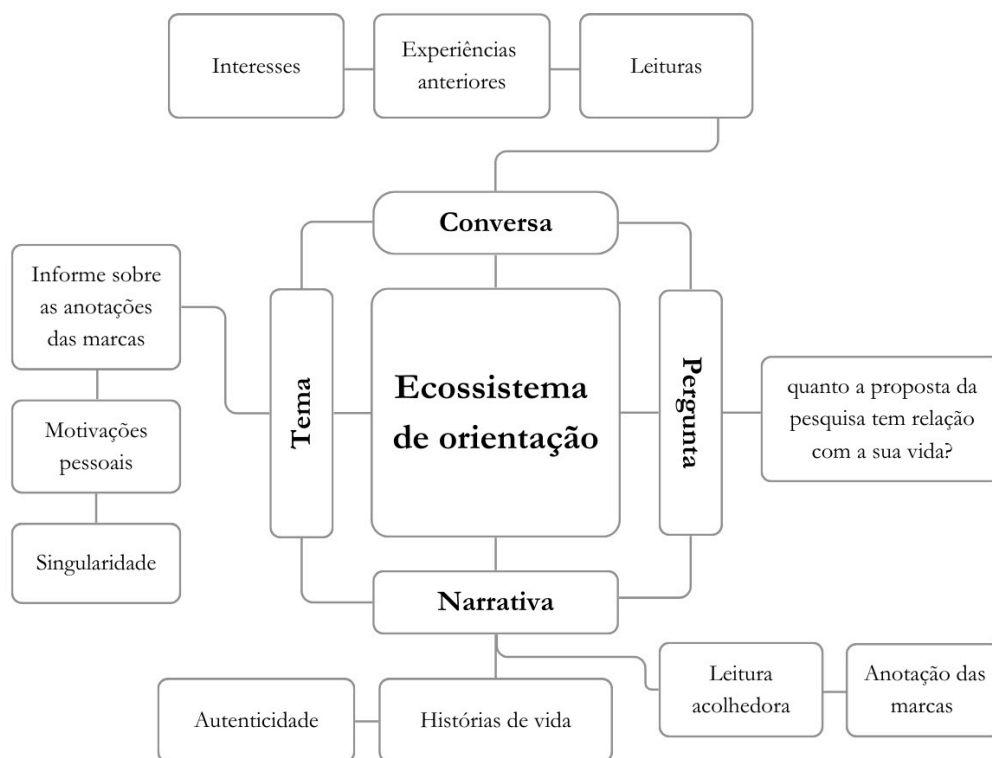 Interesses
Experiências
anteriores
Leituras
Conversa
Informe sobre
as anotações
das marcas
Motivações
pessoais
Singularidade
Tema
Ecossistema
de orientação
Pergunta
quanto a proposta da
pesquisa tem relação
com a sua vida?
Narrativa
Autenticidade
Histórias de vida
Leitura
acolhedora
Anotação das
marcas